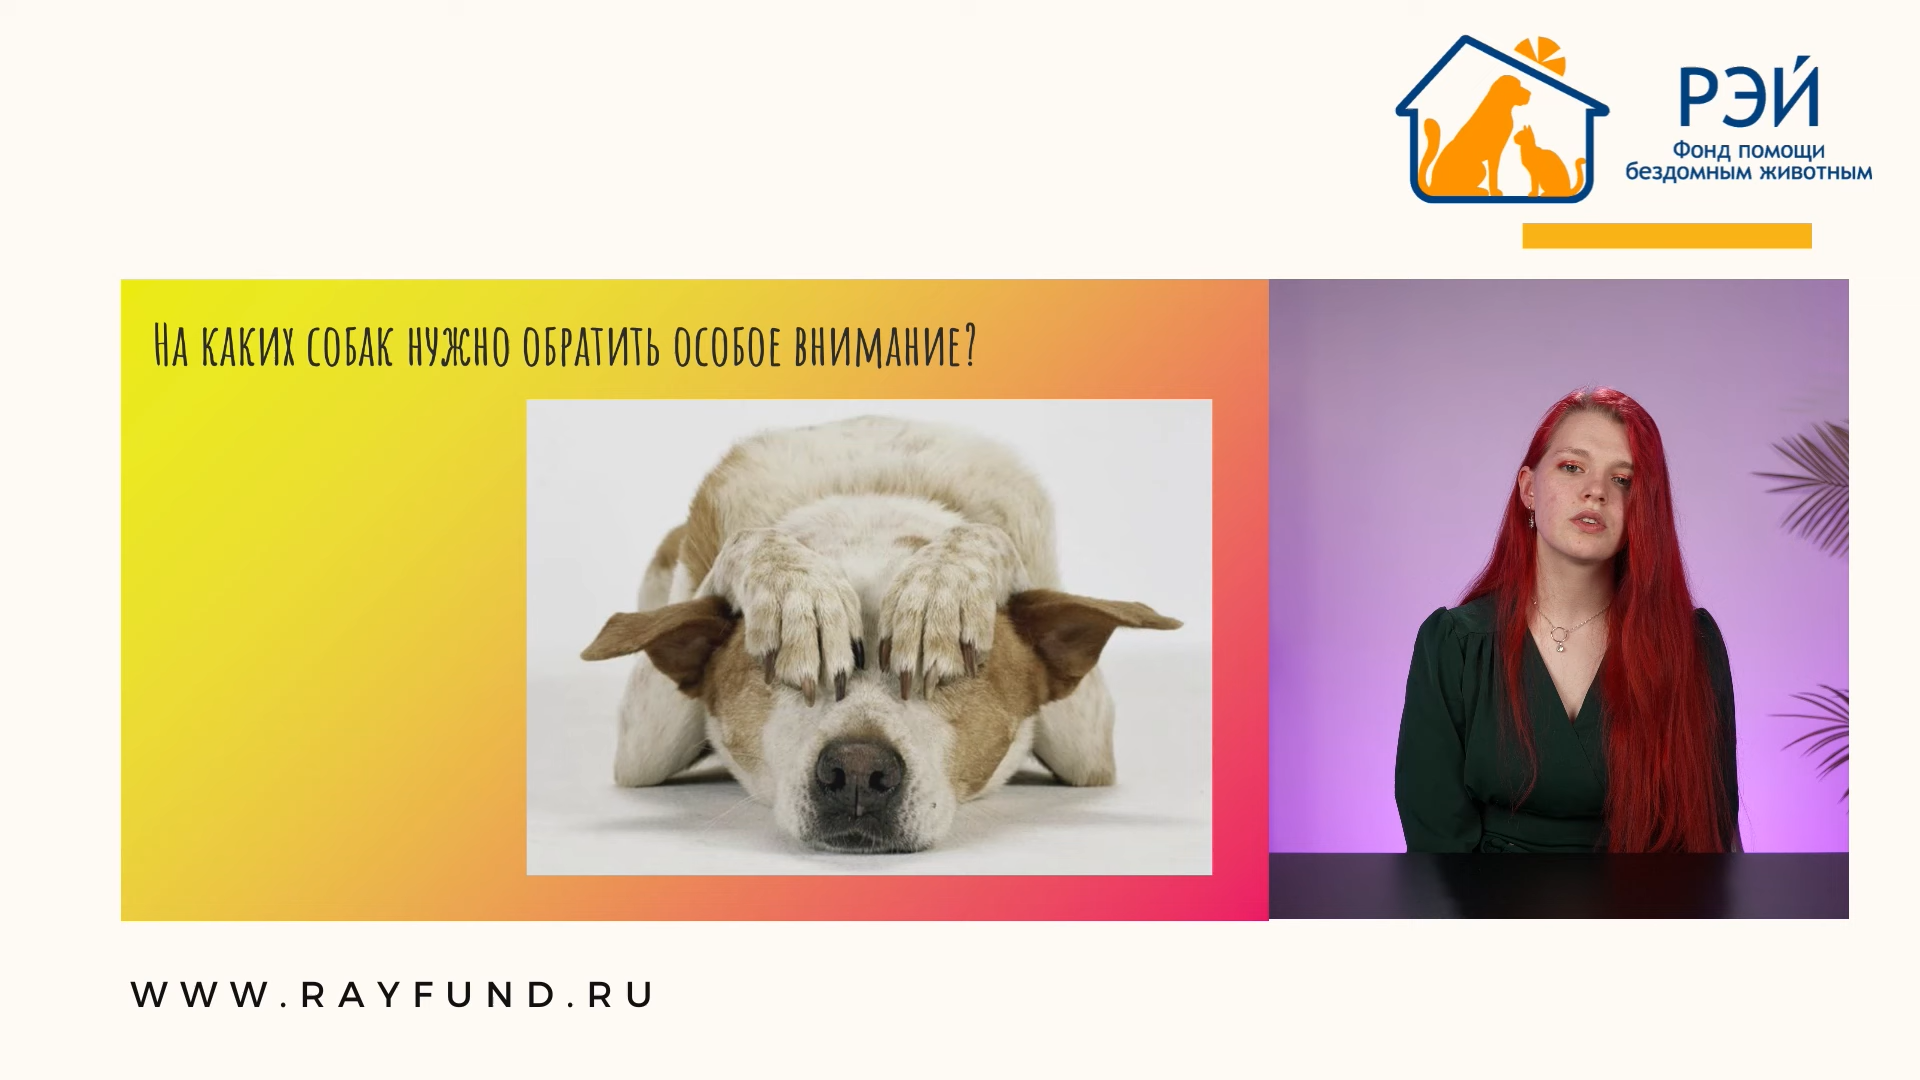 РЭЙ
Фонд помощи
бездомным животным
На каких собак нужно обратить особое внимание?
WWW.RAYFUND.RU